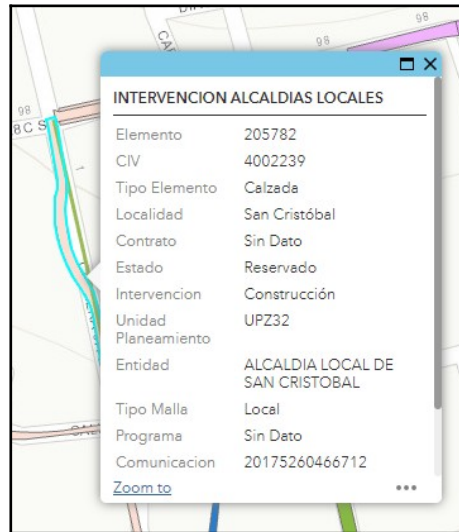 98
98
98
8C S
INTERVENCION ALCALDIAS LOCALES
Elemento 205782
CIV 4002239
Tipo Elemento Calzada
Localidad San Cristóbal
Contrato Sin Dato
Estado Reservado
Intervencion Construcción
Unidad Planeamiento UPZ32
Entidad ALCALDIA LOCAL DE
SAN CRISTOBAL
Tipo Malla Local
Programa Sin Dato
Comunicacion 20175260466712
Zoom to